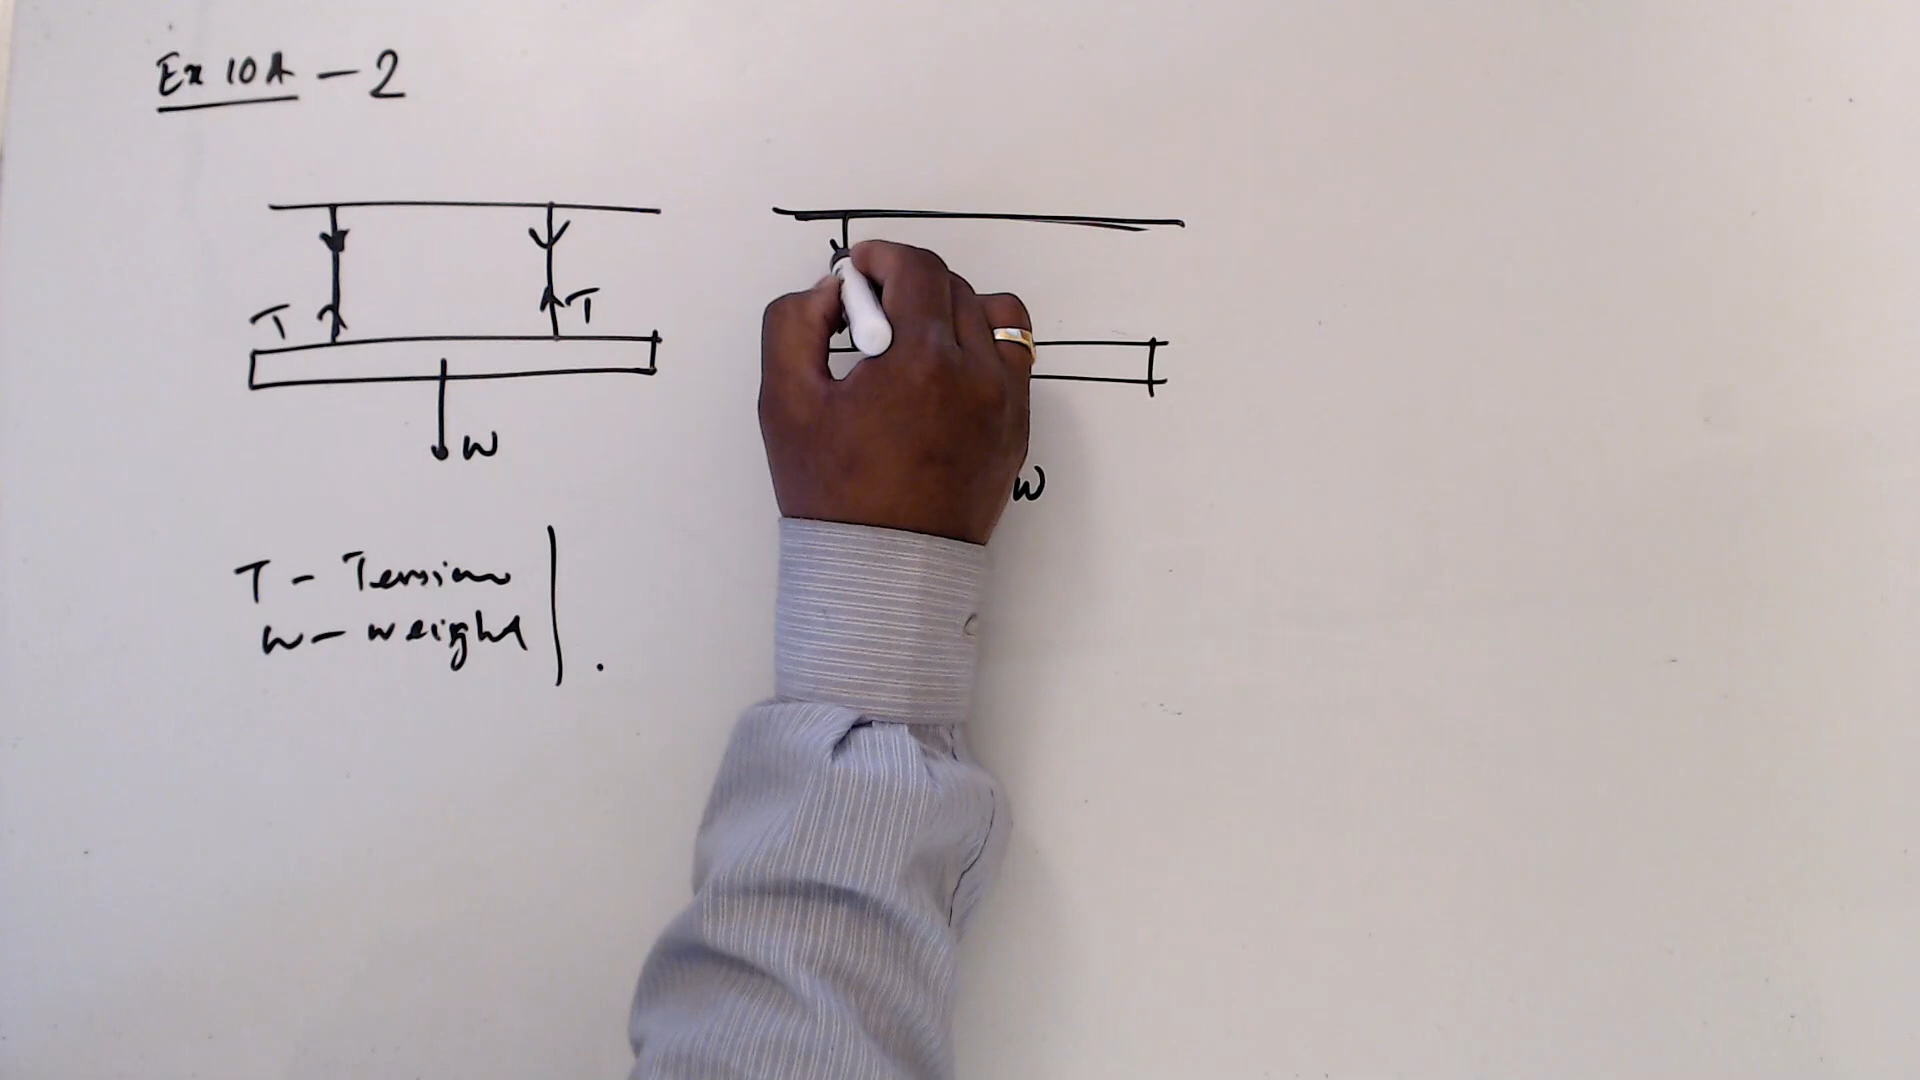 Ex 10A - 2
T T
W
W
T - Tension
W - weight